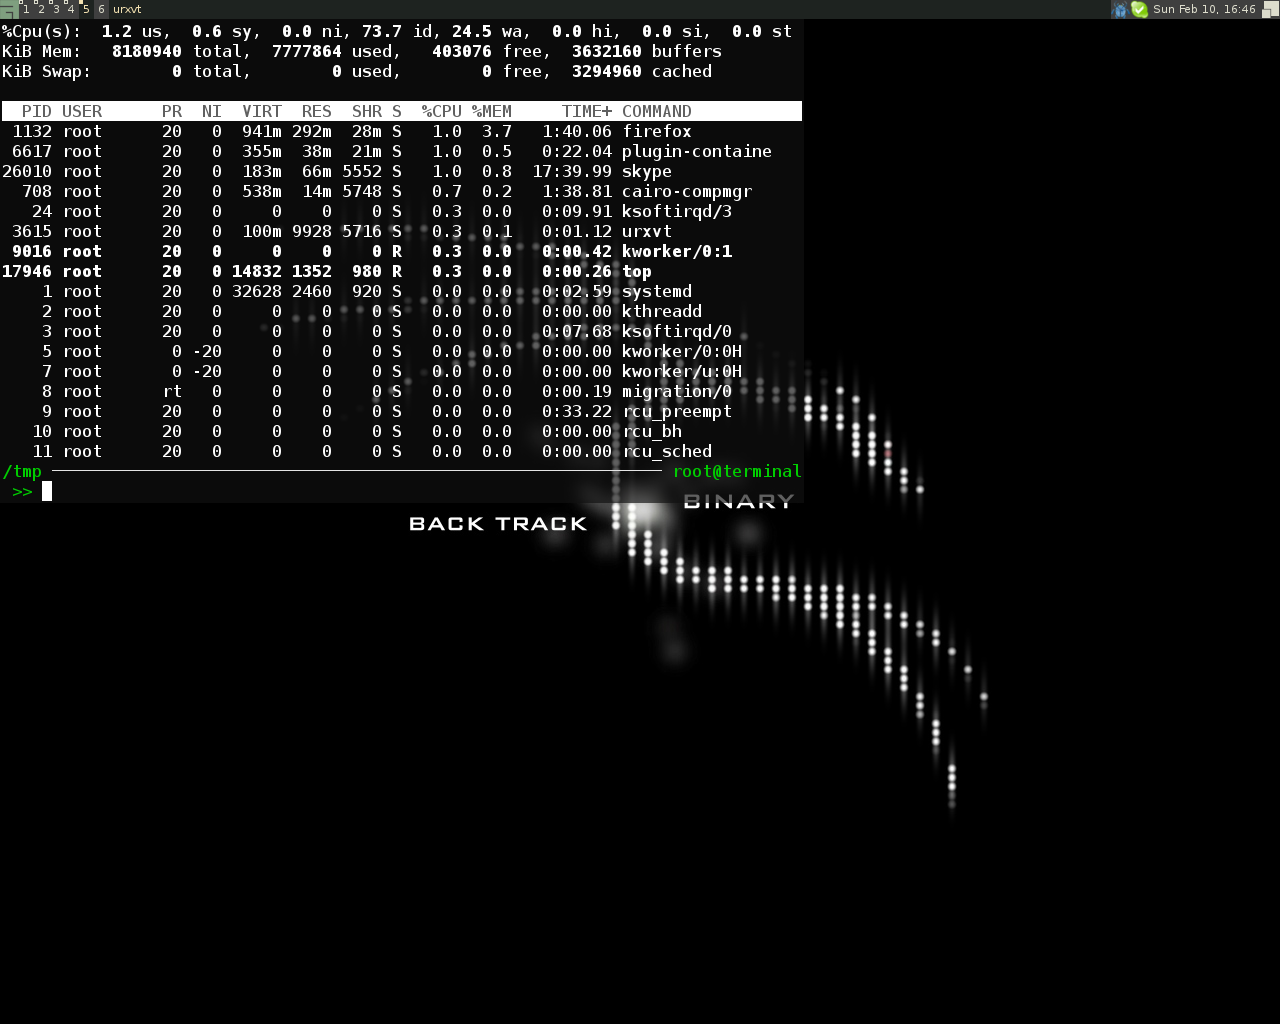 1 2 3 4 5 6 urxvt Sun Feb 10, 16:46
%Cpu(s):  1.2 us,  0.6 sy,  0.0 ni, 73.7 id, 24.5 wa,  0.0 hi,  0.0 si,  0.0 st
KiB Mem:   8180940 total,  7777864 used,   403076 free,  3632160 buffers
KiB Swap:        0 total,        0 used,        0 free,  3294960 cached
  PID USER      PR  NI  VIRT  RES  SHR S  %CPU %MEM     TIME+ COMMAND
 1132 root      20   0  941m 292m  28m S   1.0  3.7   1:40.06 firefox
 6617 root      20   0  355m  38m  21m S   1.0  0.5   0:22.04 plugin-containe
26010 root      20   0  183m  66m 5552 S   1.0  0.8  17:39.99 skype
  708 root      20   0  538m  14m 5748 S   0.7  0.2   1:38.81 cairo-compmgr
   24 root      20   0     0    0    0 S   0.3  0.0   0:09.91 ksoftirqd/3
 3615 root      20   0  100m 9928 5716 S   0.3  0.1   0:01.12 urxvt
 9016 root      20   0     0    0    0 R   0.3  0.0   0:00.42 kworker/0:1
17946 root      20   0 14832 1352  980 R   0.3  0.0   0:00.26 top
    1 root      20   0 32628 2460  920 S   0.0  0.0   0:02.59 systemd
    2 root      20   0     0    0    0 S   0.0  0.0   0:00.00 kthreadd
    3 root      20   0     0    0    0 S   0.0  0.0   0:07.68 ksoftirqd/0
    5 root       0 -20     0    0    0 S   0.0  0.0   0:00.00 kworker/0:0H
    7 root       0 -20     0    0    0 S   0.0  0.0   0:00.00 kworker/u:0H
    8 root      rt   0     0    0    0 S   0.0  0.0   0:00.19 migration/0
    9 root      20   0     0    0    0 S   0.0  0.0   0:33.22 rcu_preempt
   10 root      20   0     0    0    0 S   0.0  0.0   0:00.00 rcu_bh
   11 root      20   0     0    0    0 S   0.0  0.0   0:00.00 rcu_sched
/tmp root@terminal
>>
BINARY
BACK TRACK